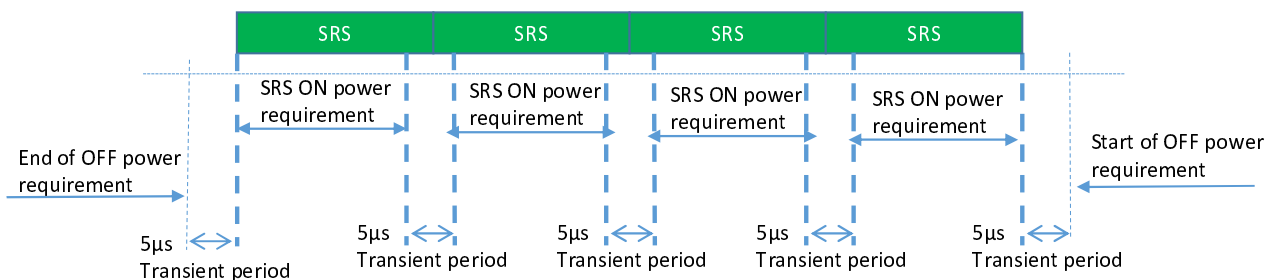 SRS
SRS
SRS
SRS
SRS ON power
requirement
SRS ON power
requirement
SRS ON power
requirement
SRS ON power
requirement
End of OFF power
requirement
Start of OFF power
requirement
5µs
Transient period
5µs
Transient period
5µs
Transient period
5µs
Transient period
5µs
Transient period